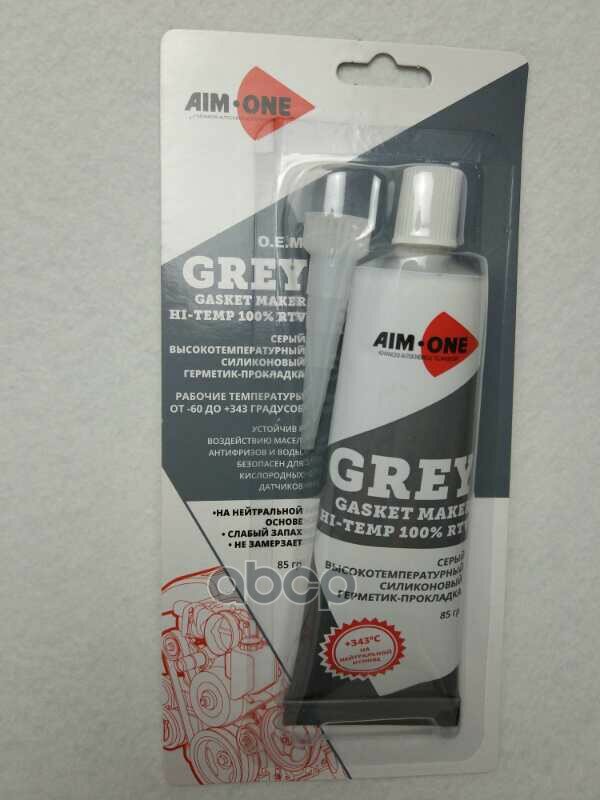 AIM•ONE
O.E.M
GREY
GASKET MAKER
HI-TEMP 100% RTV
СЕРЫЙ
ВЫСОКОТЕМПЕРАТУРНЫЙ
СИЛИКОНОВЫЙ
ГЕРМЕТИК-ПРОКЛАДКА
РАБОЧИЕ ТЕМПЕРАТУРЫ
ОТ -60 ДО +343 ГРАДУСОВ
УСТОЙЧИВ К
ВОЗДЕЙСТВИЮ МАСЕЛ
АНТИФРИЗОВ И ВОДЫ
БЕЗОПАСЕН ДЛЯ
КИСЛОРОДНЫХ
ДАТЧИКОВ
•НА НЕЙТРАЛЬНОЙ
ОСНОВЕ
• СЛАБЫЙ ЗАПАХ
• НЕ ЗАМЕРЗАЕТ
85 гр
AIM•ONE
GREY
GASKET MAKER
HI-TEMP 100% RTV
СЕРЫЙ
ВЫСОКОТЕМПЕРАТУРНЫЙ
СИЛИКОНОВЫЙ
ГЕРМЕТИК-ПРОКЛАДКА
85 гр
+343°С
НА
НЕЙТРАЛЬНОЙ
ОСНОВЕ
abcp